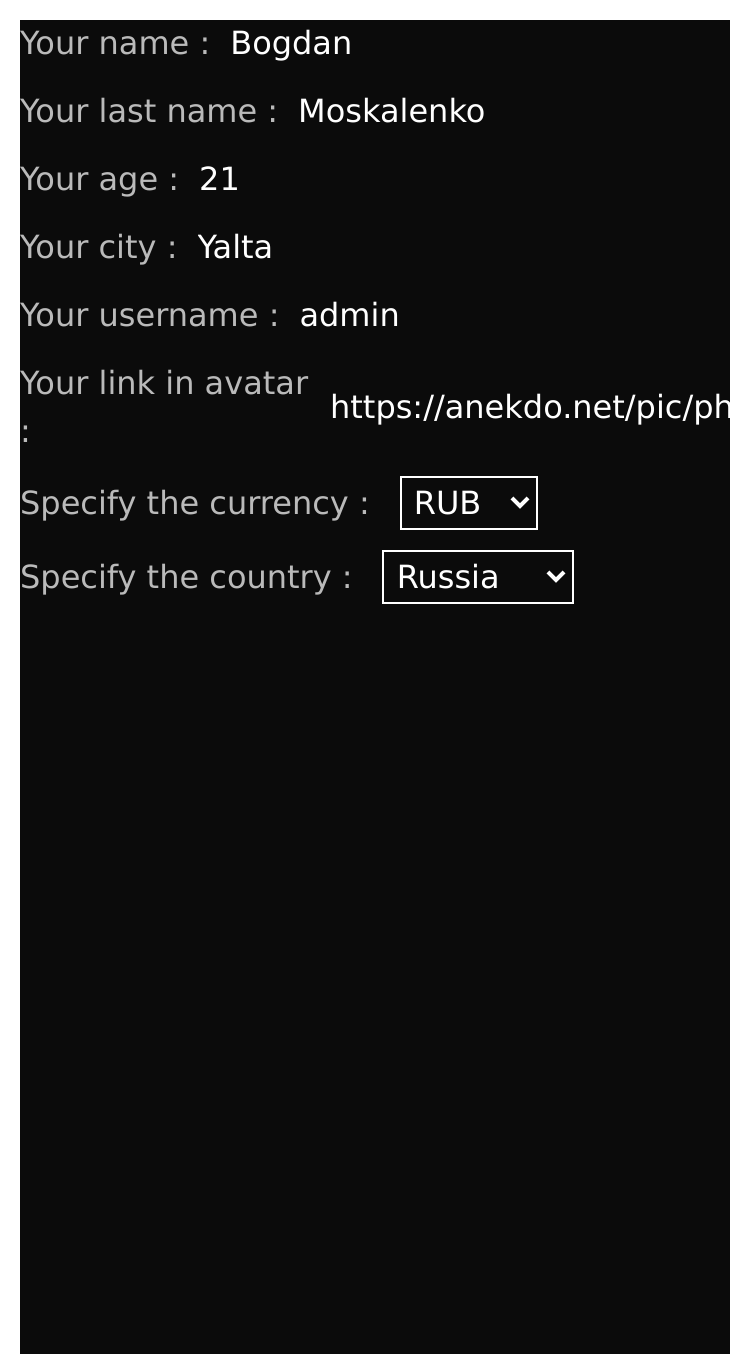 Your name : Bogdan
Your last name : Moskalenko
Your age : 21
Your city : Yalta
Your username : admin
Your link in avatar : https://anekdo.net/pic/ph
Specify the currency : RUB
Specify the country : Russia